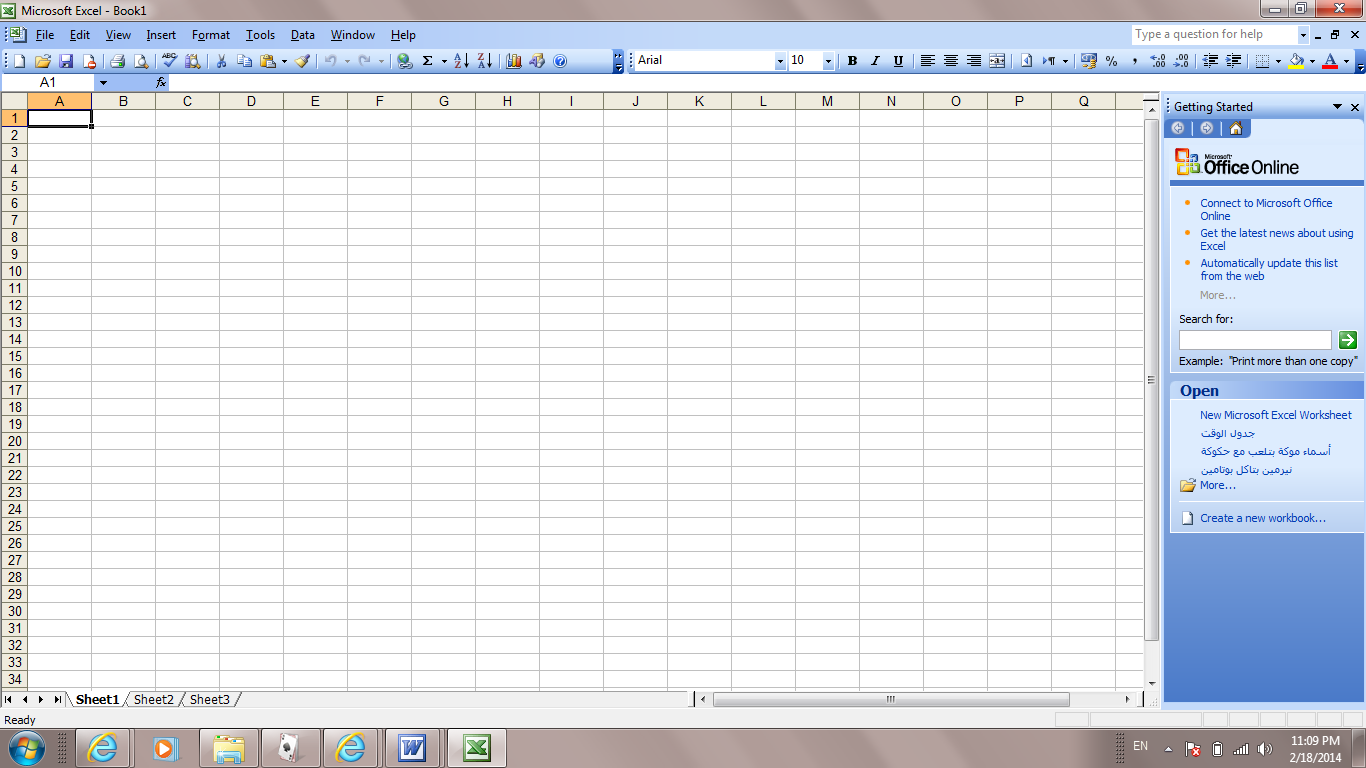 Microsoft Excel - Book1
File Edit View Insert Format Tools Data Window Help
Type a question for help
Arial 10 B I U
A1 fx
A B C D E F G H I J K L M N O P Q
1
2
3
4
5
6
7
8
9
10
11
12
13
14
15
16
17
18
19
20
21
22
23
24
25
26
27
28
29
30
31
32
33
34
Getting Started
Microsoft
Office Online
Connect to Microsoft Office
Online
Get the latest news about using
Excel
Automatically update this list
from the web
More...
Search for:
Example: "Print more than one copy"
Open
New Microsoft Excel Worksheet
جدول الوقت
أسماء موكة بتلعب مع حكوكة
نيرمين بتاكل بوتامين
More...
Create a new workbook...
Sheet1 Sheet2 Sheet3
Ready
EN
11:09 PM
2/18/2014